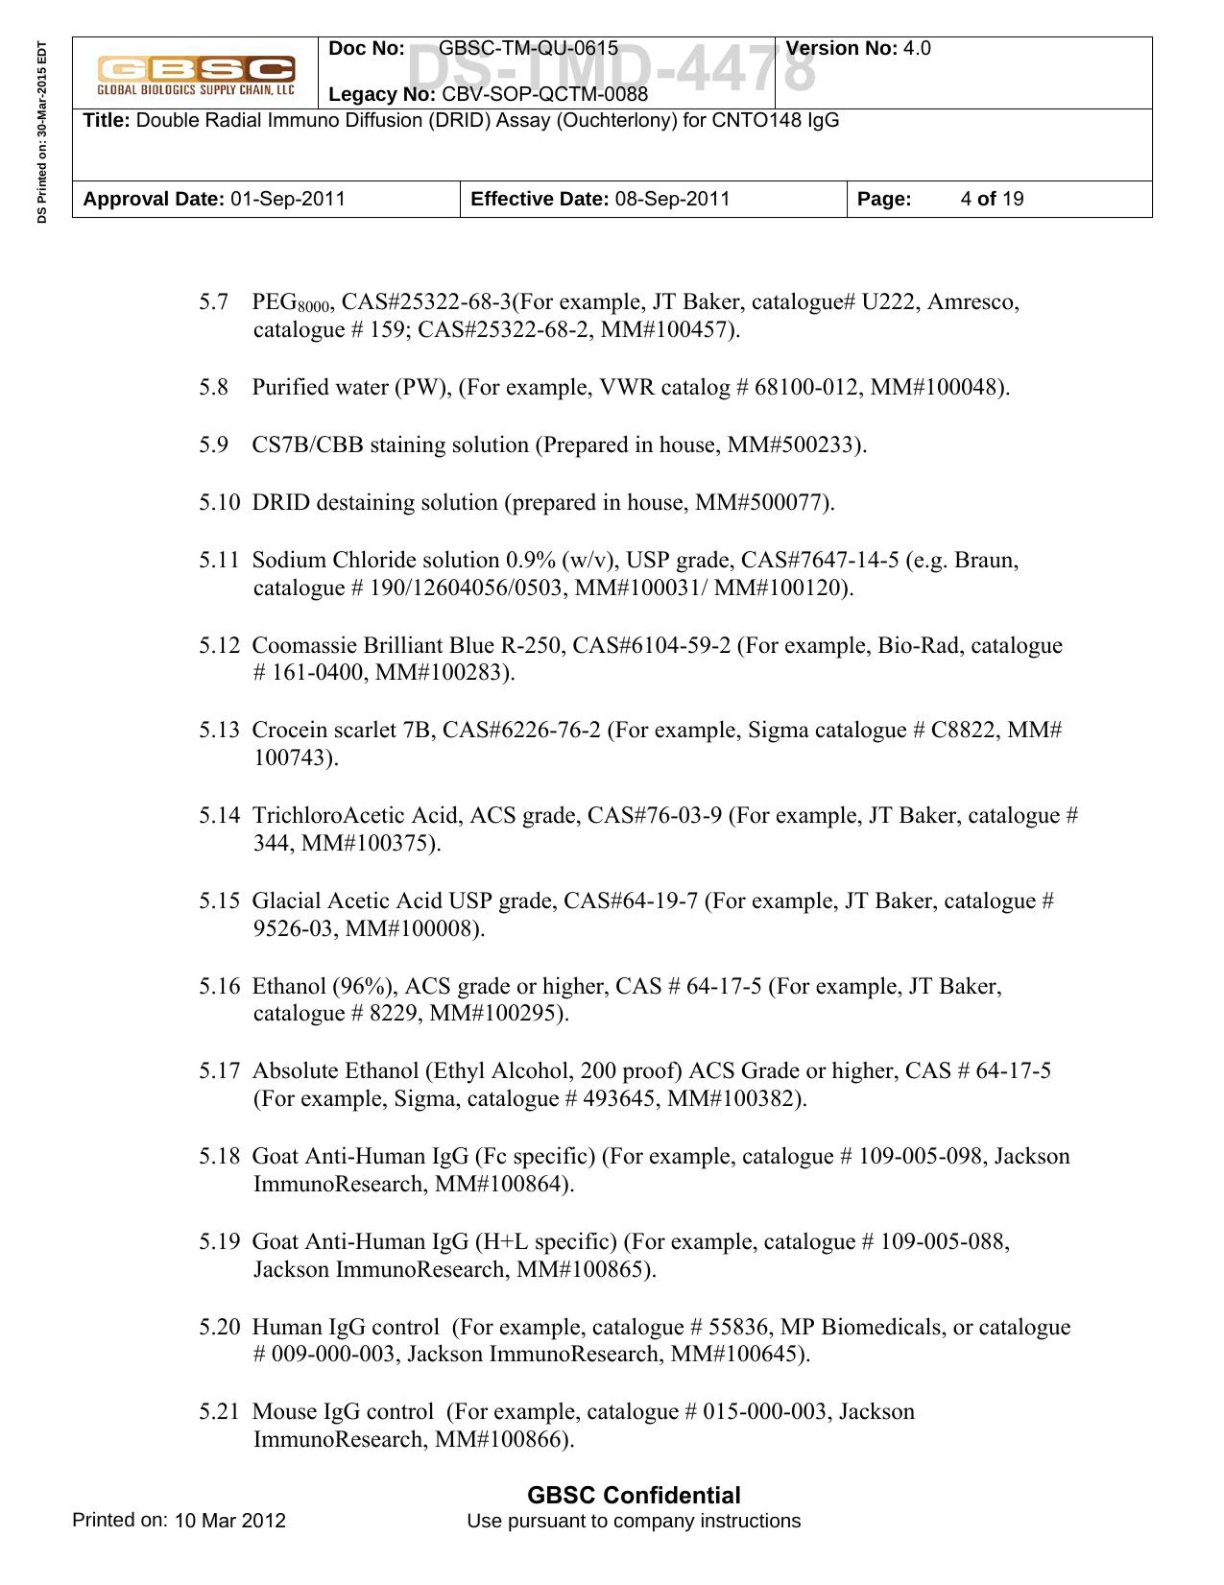 DS Printed on: 30-Mar-2015 EDT
GBSC
GLOBAL BIOLOGICS SUPPLY CHAIN, LLC
Doc No: GBSC-TM-QU-0615
DS-TMD-4478
Legacy No: CBV-SOP-QCTM-0088
Version No: 4.0
Title: Double Radial Immuno Diffusion (DRID) Assay (Ouchterlony) for CNTO148 IgG
Approval Date: 01-Sep-2011
Effective Date: 08-Sep-2011
Page: 4 of 19
5.7 PEG8000, CAS#25322-68-3(For example, JT Baker, catalogue# U222, Amresco,
catalogue # 159; CAS#25322-68-2, MM#100457).
5.8 Purified water (PW), (For example, VWR catalog # 68100-012, MM#100048).
5.9 CS7B/CBB staining solution (Prepared in house, MM#500233).
5.10 DRID destaining solution (prepared in house, MM#500077).
5.11 Sodium Chloride solution 0.9% (w/v), USP grade, CAS#7647-14-5 (e.g. Braun,
catalogue # 190/12604056/0503, MM#100031/ MM#100120).
5.12 Coomassie Brilliant Blue R-250, CAS#6104-59-2 (For example, Bio-Rad, catalogue
# 161-0400, MM#100283).
5.13 Crocein scarlet 7B, CAS#6226-76-2 (For example, Sigma catalogue # C8822, MM#
100743).
5.14 TrichloroAcetic Acid, ACS grade, CAS#76-03-9 (For example, JT Baker, catalogue #
344, MM#100375).
5.15 Glacial Acetic Acid USP grade, CAS#64-19-7 (For example, JT Baker, catalogue #
9526-03, MM#100008).
5.16 Ethanol (96%), ACS grade or higher, CAS # 64-17-5 (For example, JT Baker,
catalogue # 8229, MM#100295).
5.17 Absolute Ethanol (Ethyl Alcohol, 200 proof) ACS Grade or higher, CAS # 64-17-5
(For example, Sigma, catalogue # 493645, MM#100382).
5.18 Goat Anti-Human IgG (Fc specific) (For example, catalogue # 109-005-098, Jackson
ImmunoResearch, MM#100864).
5.19 Goat Anti-Human IgG (H+L specific) (For example, catalogue # 109-005-088,
Jackson ImmunoResearch, MM#100865).
5.20 Human IgG control (For example, catalogue # 55836, MP Biomedicals, or catalogue
# 009-000-003, Jackson ImmunoResearch, MM#100645).
5.21 Mouse IgG control (For example, catalogue # 015-000-003, Jackson
ImmunoResearch, MM#100866).
GBSC Confidential
Printed on: 10 Mar 2012
Use pursuant to company instructions